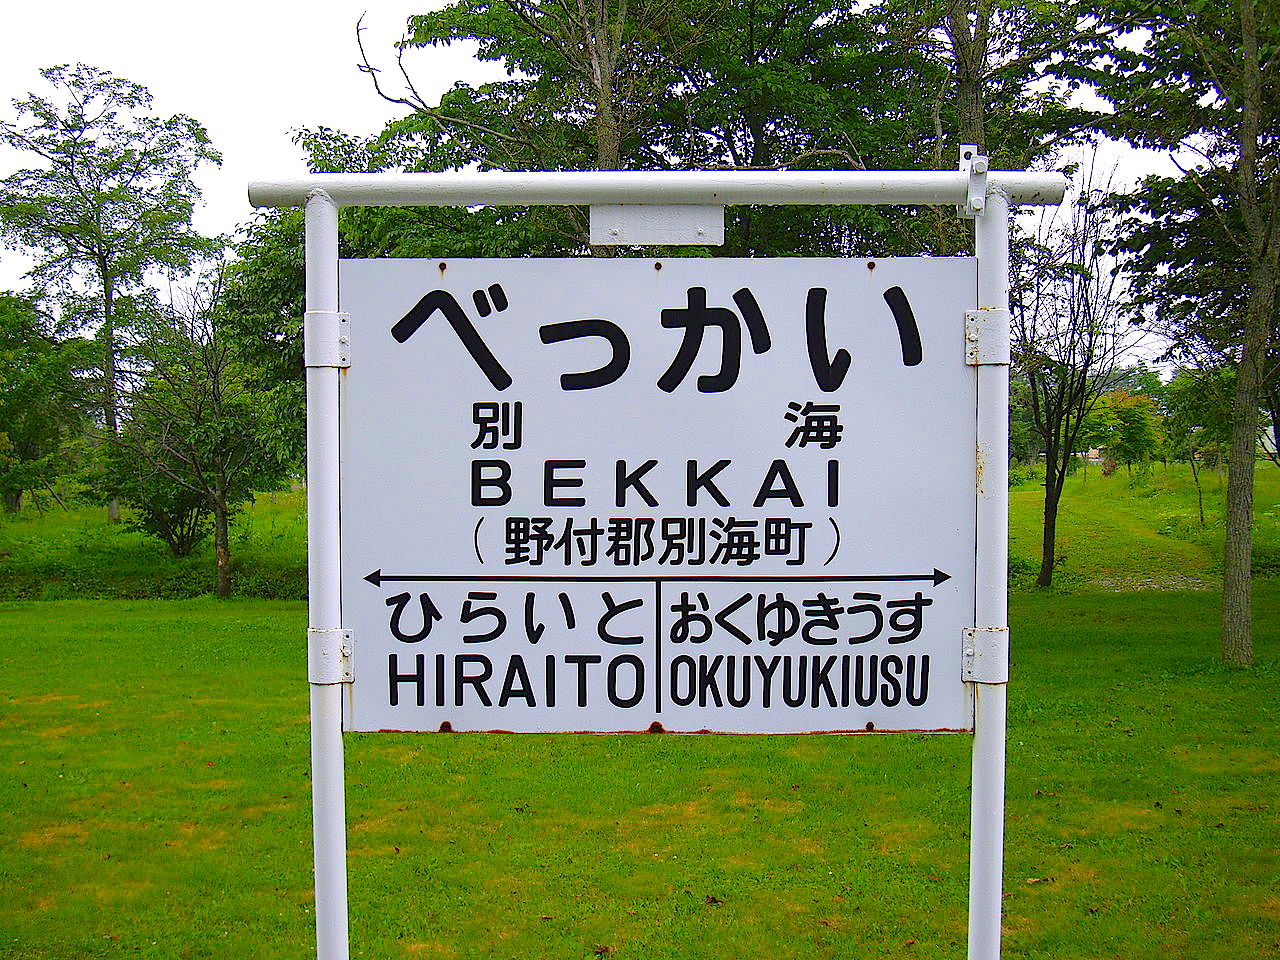 べっかい
別海
BEKKAI
(野付郡別海町)
ひらいと おくゆきうす
HIRAITO OKUYUKIUSU